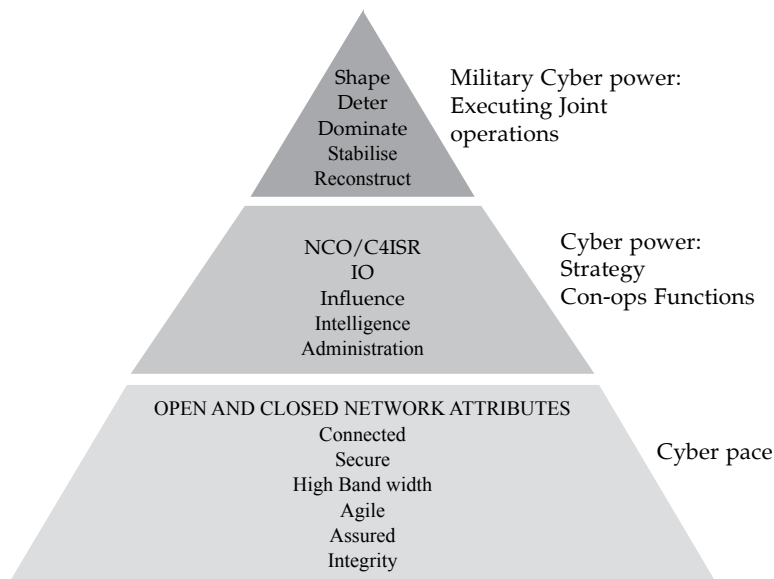 Shape
Deter
Dominate
Stabilise
Reconstruct
Military Cyber power:
Executing Joint
operations
NCO/C4ISR
IO
Influence
Intelligence
Administration
Cyber power:
Strategy
Con-ops Functions
OPEN AND CLOSED NETWORK ATTRIBUTES
Connected
Secure
High Band width
Agile
Assured
Integrity
Cyber pace